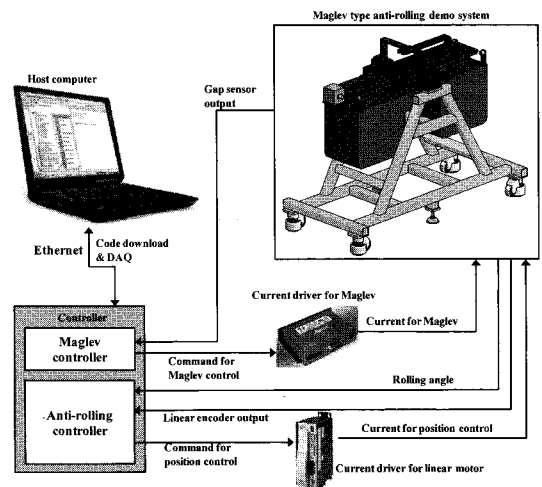 Maglev type anti-rolling demo system
Host computer
Gap sensor
output
Ethernet
Code download
& DAQ
Controller
Maglev
controller
Current driver for Maglev
Current for Maglev
Command for
Maglev control
Rolling angle
Anti-rolling
controller
Linear encoder output
Current for position control
Command for
position control
Current driver for linear motor